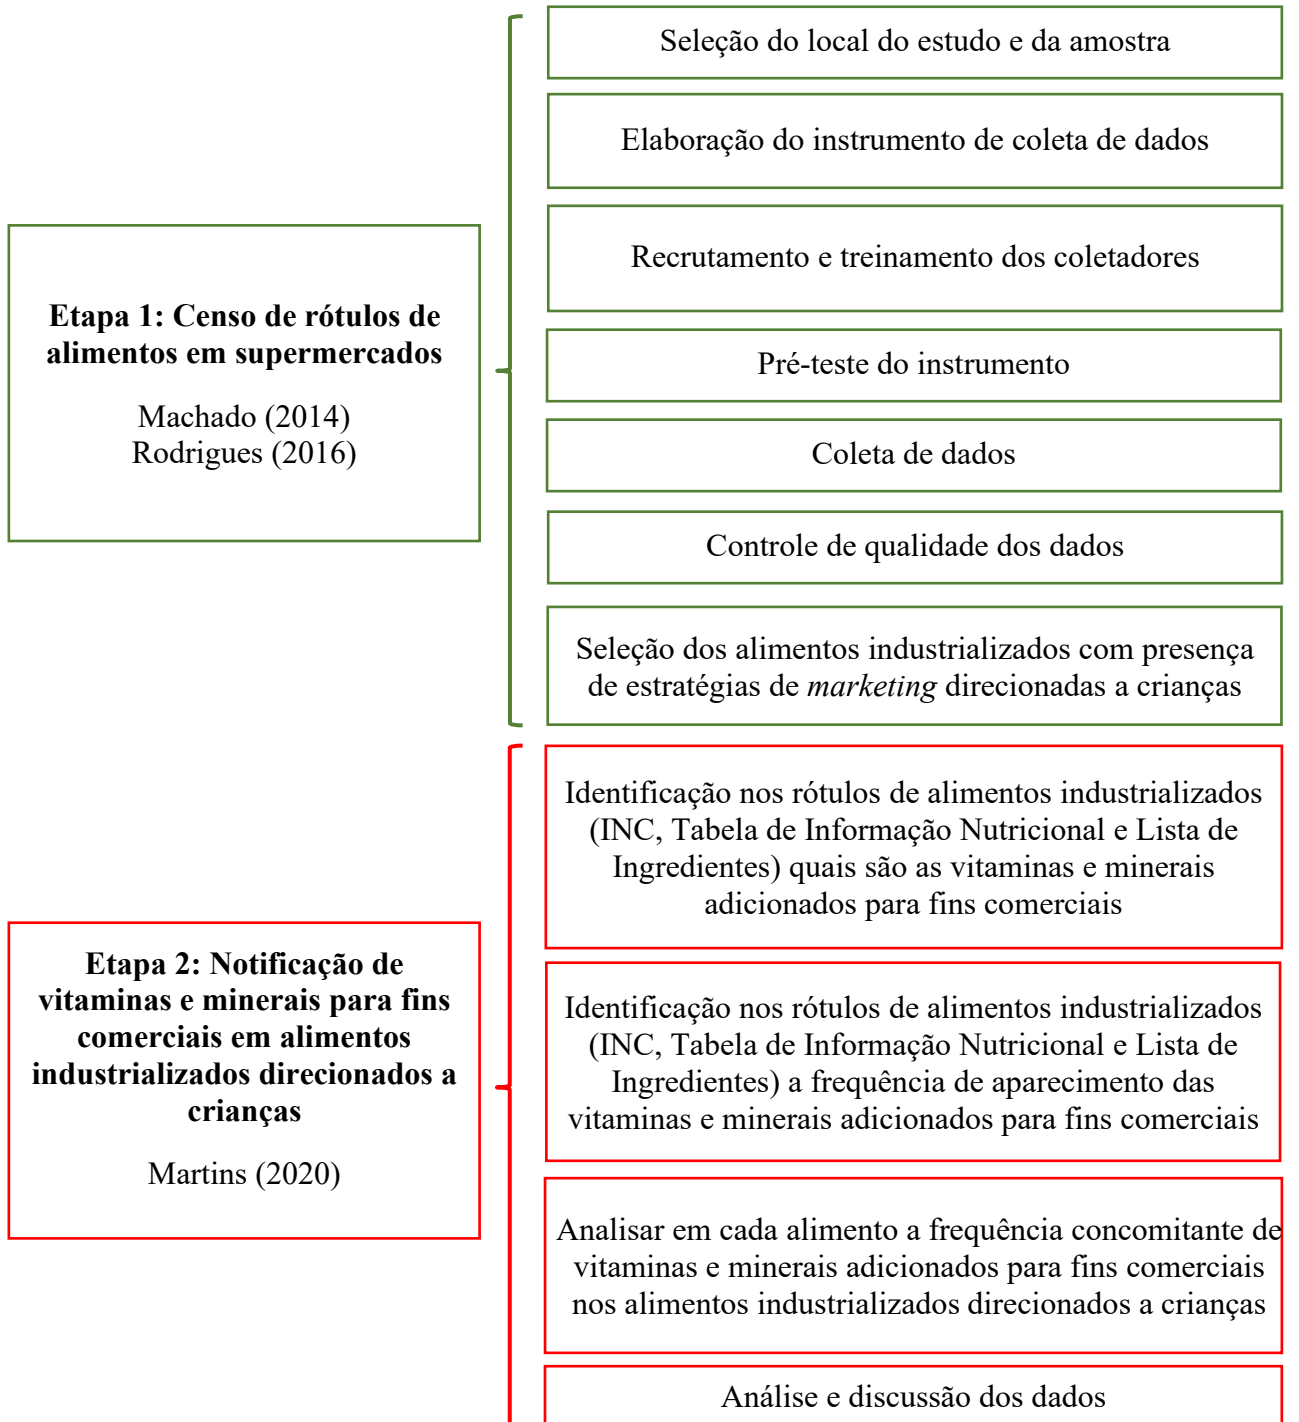 Seleção do local do estudo e da amostra
Elaboração do instrumento de coleta de dados
Recrutamento e treinamento dos coletadores
Etapa 1: Censo de rótulos de
alimentos em supermercados
Machado (2014)
Rodrigues (2016)
Pré-teste do instrumento
Coleta de dados
Controle de qualidade dos dados
Seleção dos alimentos industrializados com presença
de estratégias de marketing direcionadas a crianças
Identificação nos rótulos de alimentos industrializados
(INC, Tabela de Informação Nutricional e Lista de
Ingredientes) quais são as vitaminas e minerais
adicionados para fins comerciais
Etapa 2: Notificação de
vitaminas e minerais para fins
comerciais em alimentos
industrializados direcionados a
crianças
Martins (2020)
Identificação nos rótulos de alimentos industrializados
(INC, Tabela de Informação Nutricional e Lista de
Ingredientes) a frequência de aparecimento das
vitaminas e minerais adicionados para fins comerciais
Analisar em cada alimento a frequência concomitante de
vitaminas e minerais adicionados para fins comerciais
nos alimentos industrializados direcionados a crianças
Análise e discussão dos dados